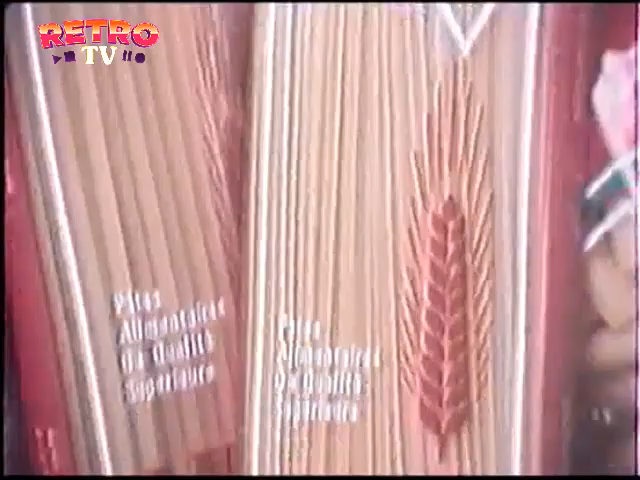 RETRO
TV
Pâtes
Alimentaires
De Qualité
Supérieure
Pâtes
Alimentaires
De Qualité
Supérieure